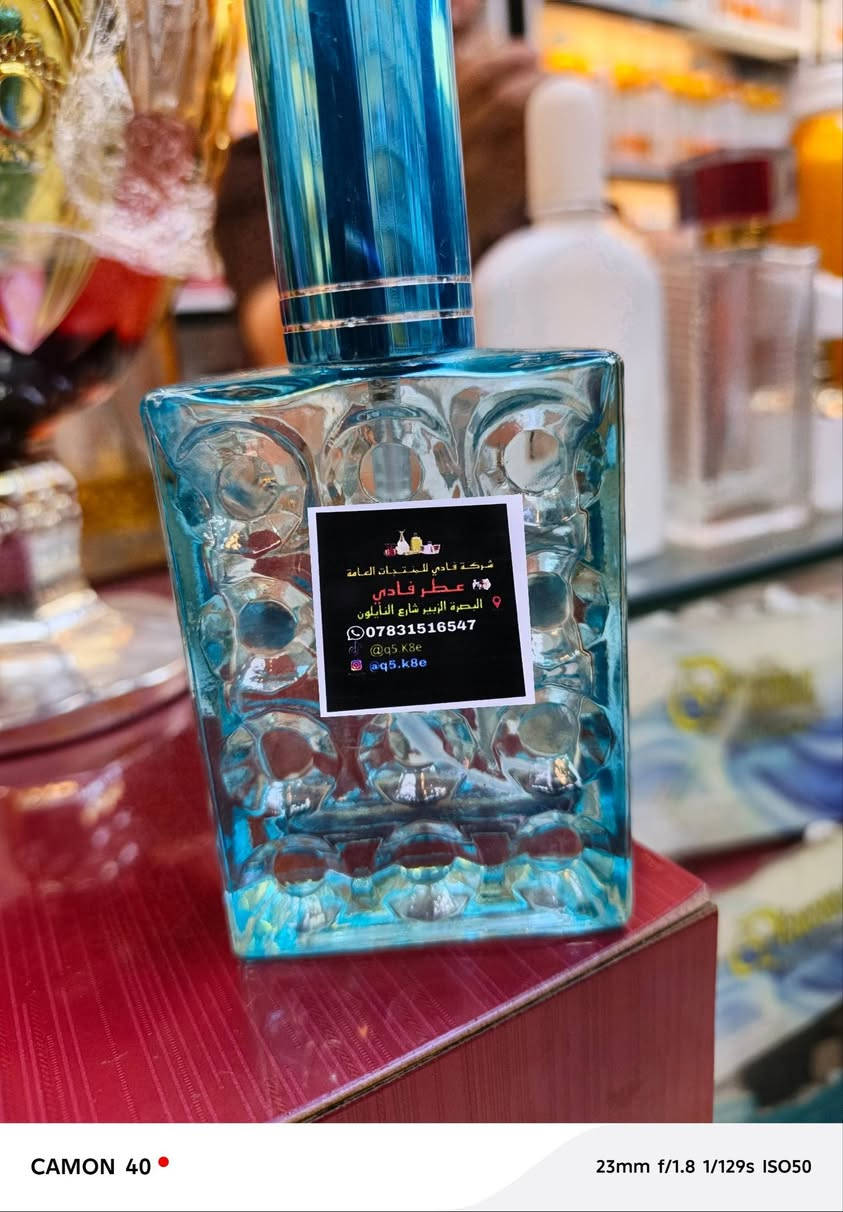 شركة فادي للمنتجات العامة
عطر فادي
البصرة الزبير شارع النايلون
07831516547
@q5.K8e
@q5.k8e
CAMON 40
23mm f/1.8 1/129s ISO50